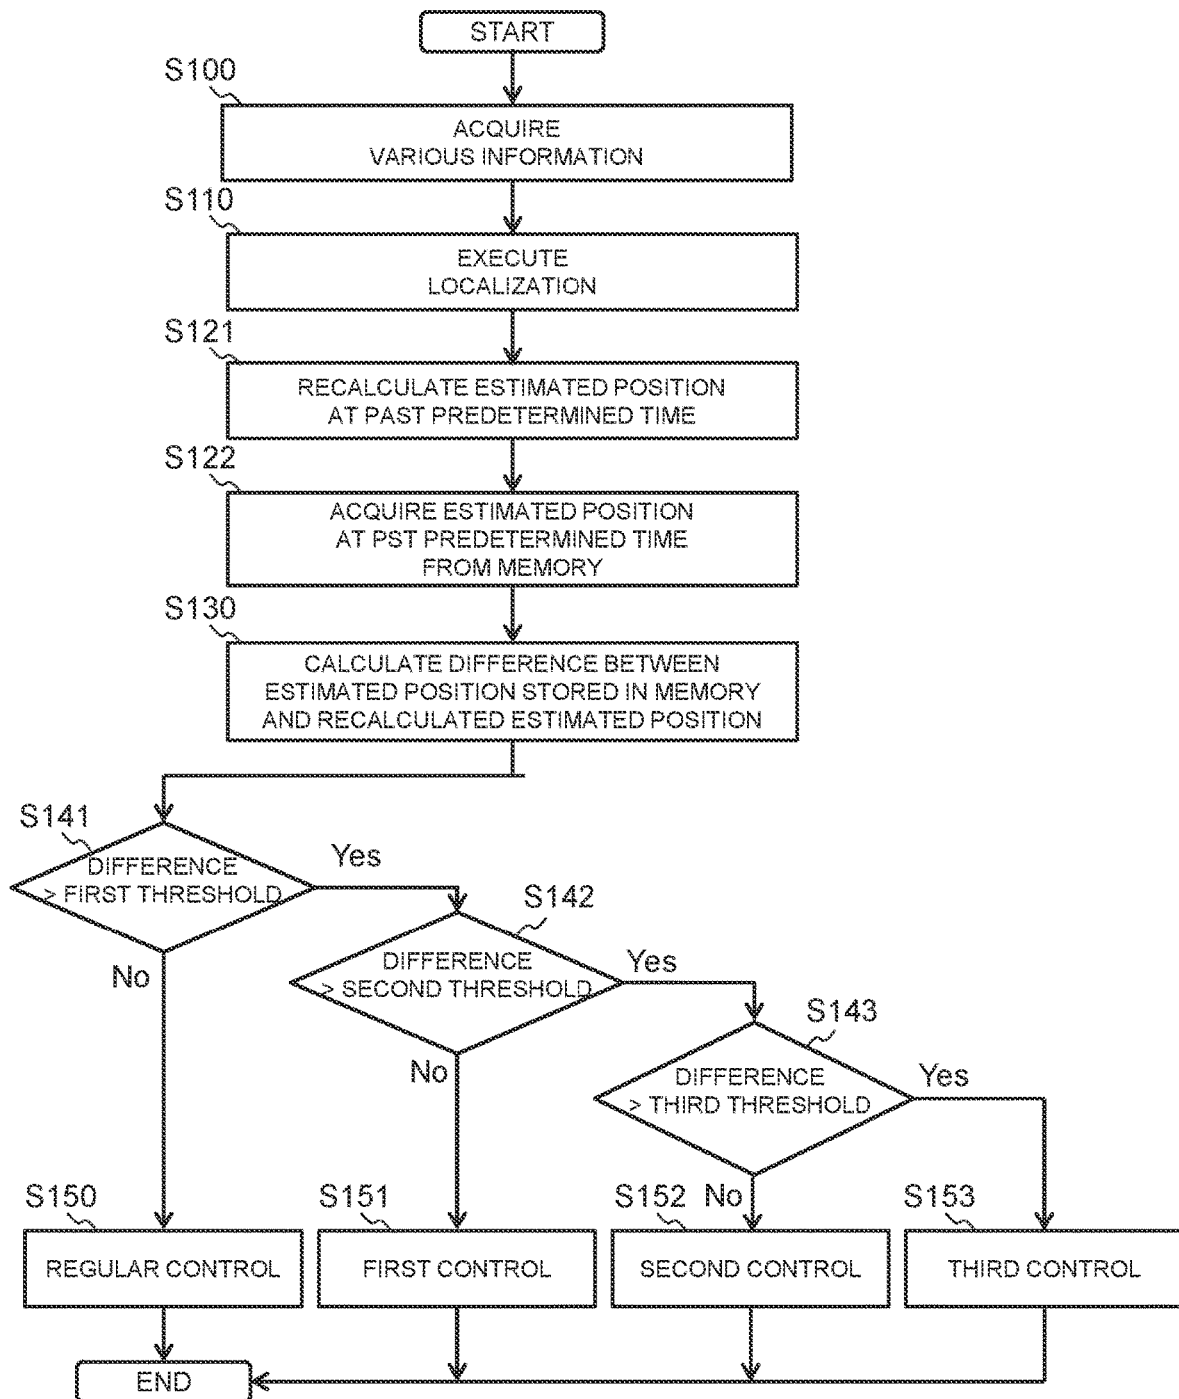 START
S100
ACQUIRE
VARIOUS INFORMATION
S110
EXECUTE
LOCALIZATION
S121
RECALCULATE ESTIMATED POSITION
AT PAST PREDETERMINED TIME
S122
ACQUIRE ESTIMATED POSITION
AT PST PREDETERMINED TIME
FROM MEMORY
S130
CALCULATE DIFFERENCE BETWEEN
ESTIMATED POSITION STORED IN MEMORY
AND RECALCULATED ESTIMATED POSITION
S141
DIFFERENCE
> FIRST THRESHOLD
Yes
No
S142
DIFFERENCE
> SECOND THRESHOLD
Yes
No
S143
DIFFERENCE
> THIRD THRESHOLD
Yes
No
S150
REGULAR CONTROL
S151
FIRST CONTROL
S152
SECOND CONTROL
S153
THIRD CONTROL
END